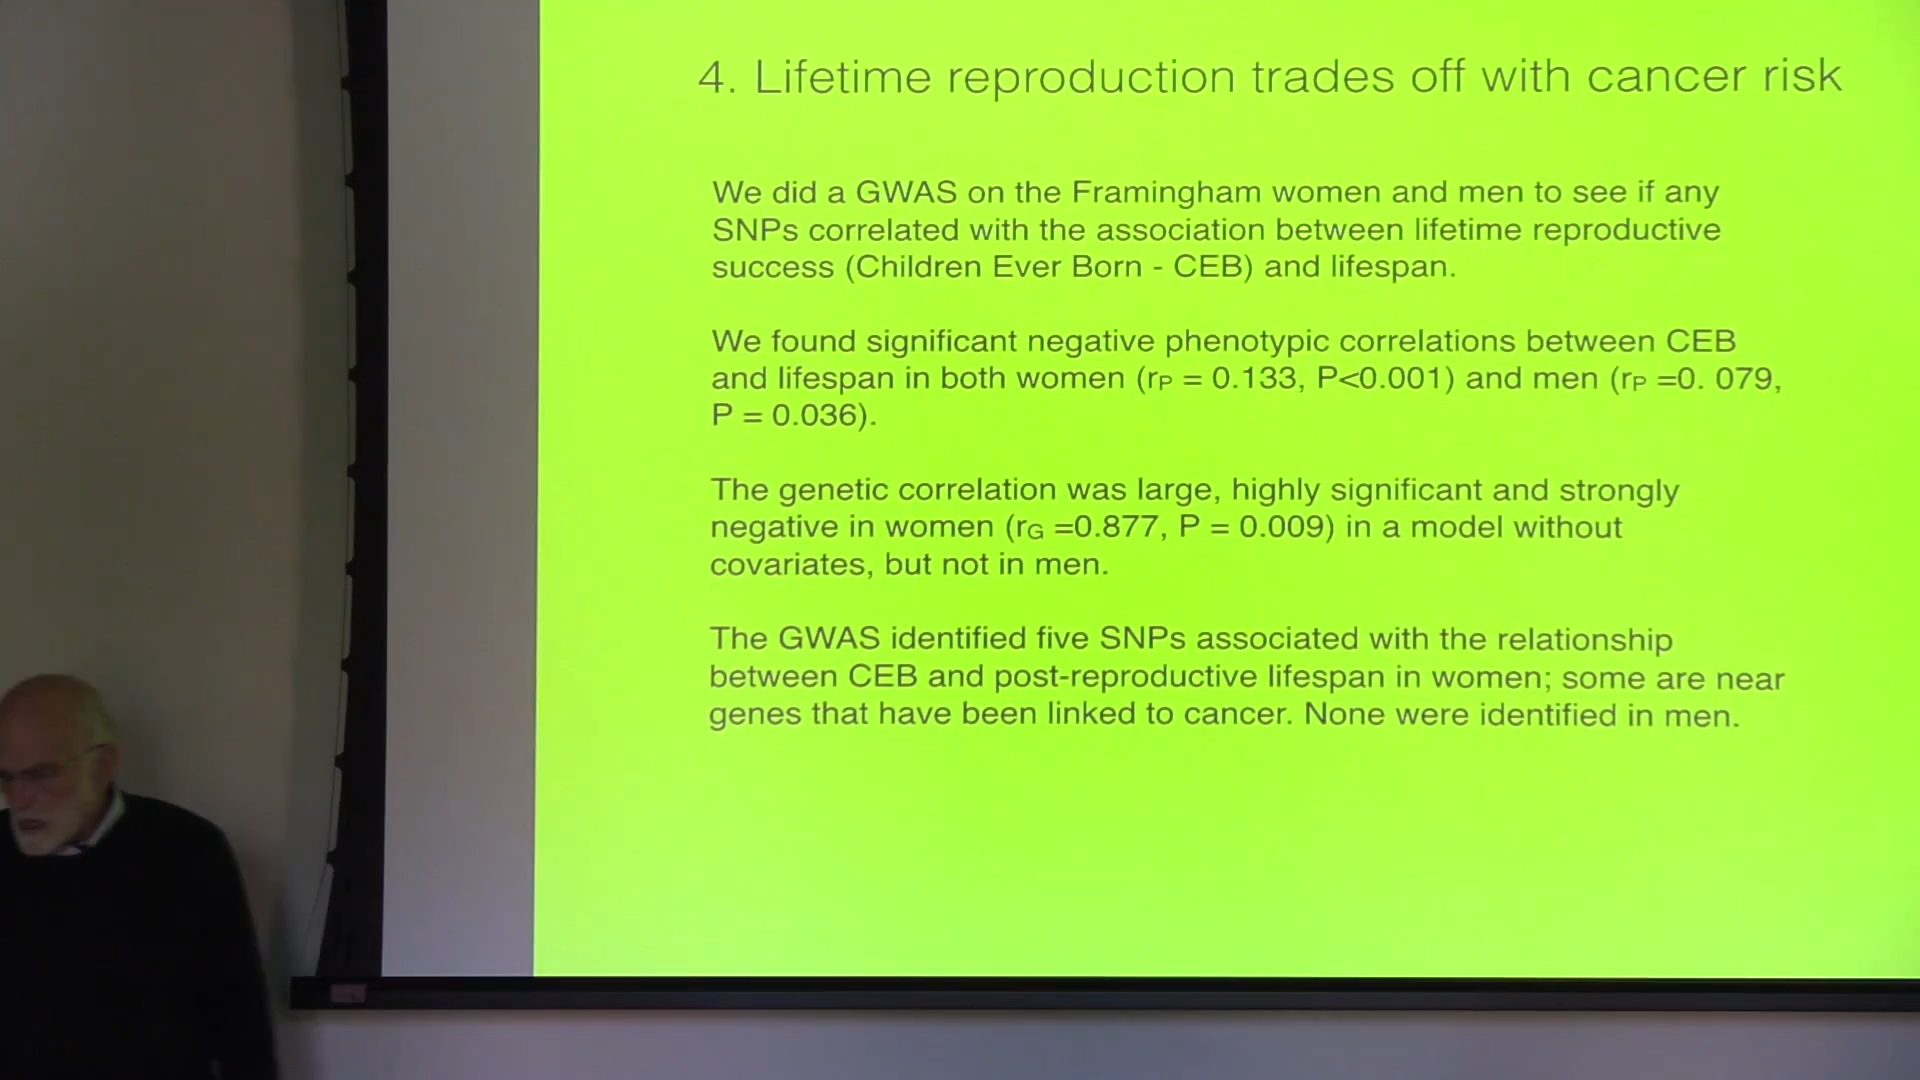 4. Lifetime reproduction trades off with cancer risk
We did a GWAS on the Framingham women and men to see if any
SNPs correlated with the association between lifetime reproductive
success (Children Ever Born - CEB) and lifespan.
We found significant negative phenotypic correlations between CEB
and lifespan in both women (rP = 0.133, P<0.001) and men (rP =0. 079,
P = 0.036).
The genetic correlation was large, highly significant and strongly
negative in women (rG =0.877, P = 0.009) in a model without
covariates, but not in men.
The GWAS identified five SNPs associated with the relationship
between CEB and post-reproductive lifespan in women; some are near
genes that have been linked to cancer. None were identified in men.